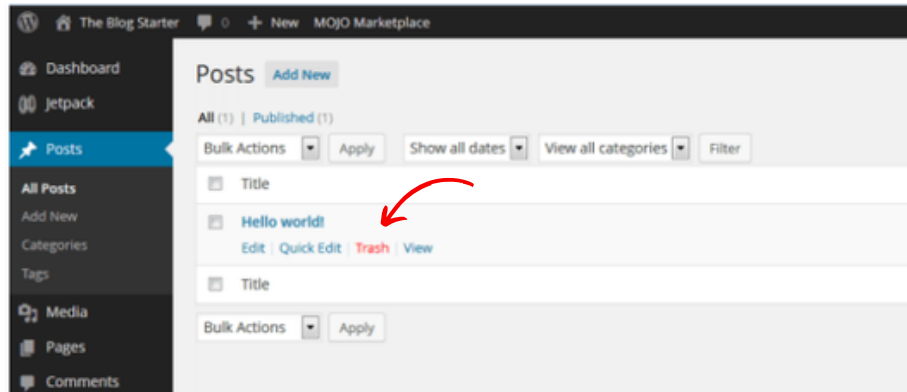 The Blog Starter 0 + New MOJO Marketplace
Dashboard
Jetpack
Posts
All Posts
Add New
Categories
Tags
Media
Pages
Comments
Posts Add New
All (1) | Published (1)
Bulk Actions Apply Show all dates View all categories Filter
Title
Hello world!
Edit | Quick Edit | Trash | View
Title
Bulk Actions Apply